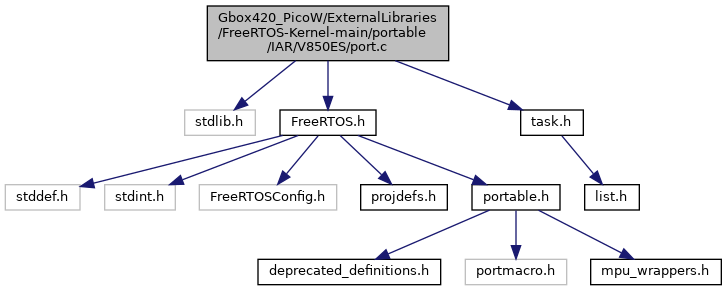 Gbox420_PicoW/ExternalLibraries
/FreeRTOS-Kernel-main/portable
/IAR/V850ES/port.c
stdlib.h
FreeRTOS.h
task.h
stddef.h
stdint.h
FreeRTOSConfig.h
projdefs.h
portable.h
list.h
deprecated_definitions.h
portmacro.h
mpu_wrappers.h